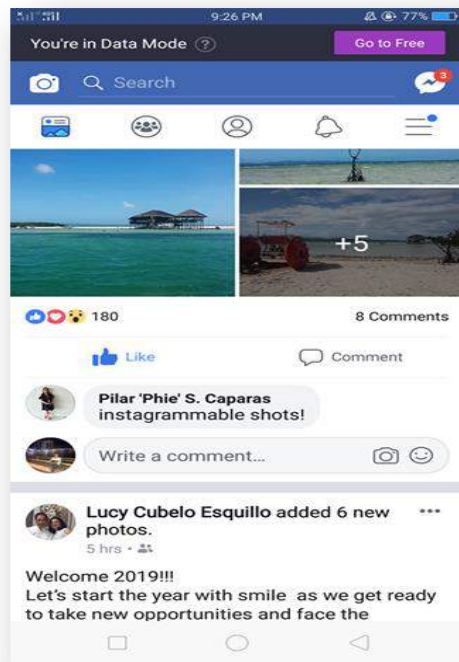 9:26 PM
77%
You're in Data Mode ?
Go to Free
Search
3
+5
180
8 Comments
Like
Comment
Pilar 'Phie' S. Caparas
instagrammable shots!
Write a comment...
Lucy Cubelo Esquillo added 6 new
photos.
5 hrs •
Welcome 2019!!!
Let's start the year with smile as we get ready
to take new opportunities and face the